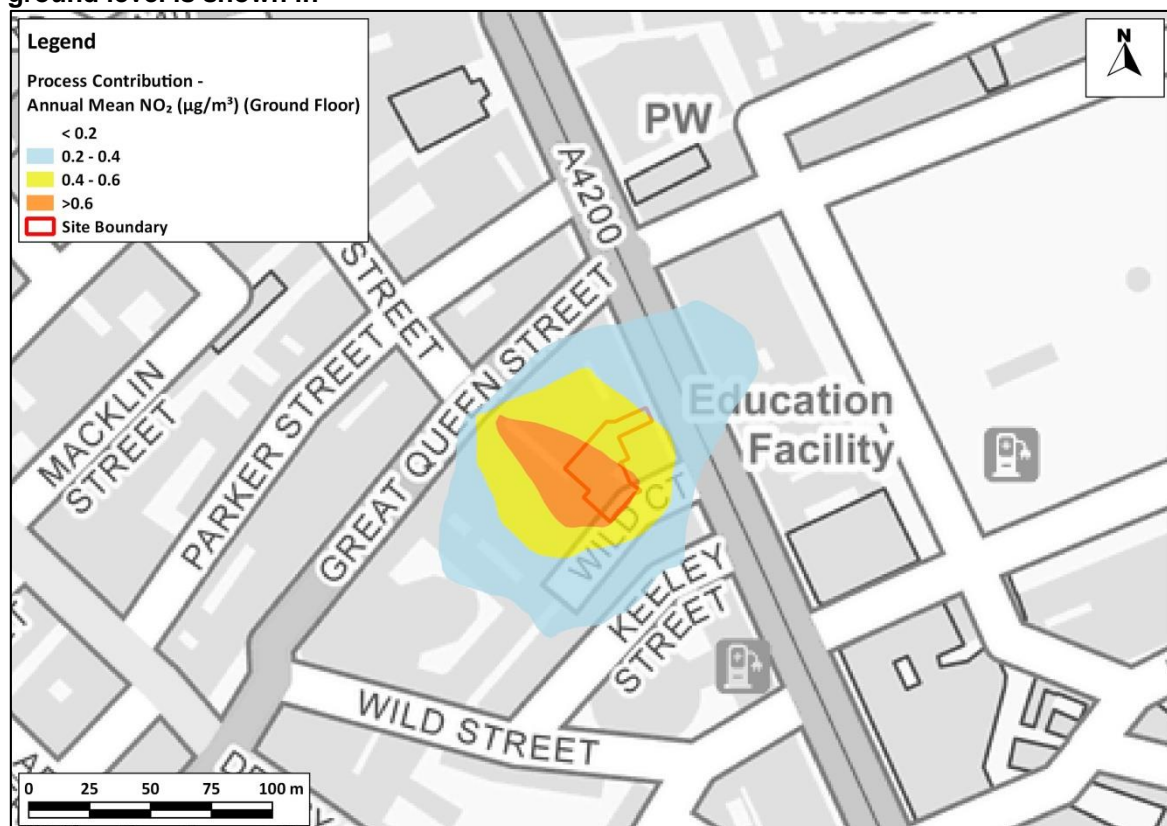 ground level is shown in
Legend
Process Contribution -
Annual Mean NO₂ (µg/m³) (Ground Floor)
< 0.2
0.2 - 0.4
0.4 - 0.6
>0.6
Site Boundary
N
PW
A4200
STREET
GREAT QUEEN STREET
MACKLIN
STREET
PARKER STREET
Education
Facility
WILD CT
KEELEY
STREET
WILD STREET
0 25 50 75 100 m